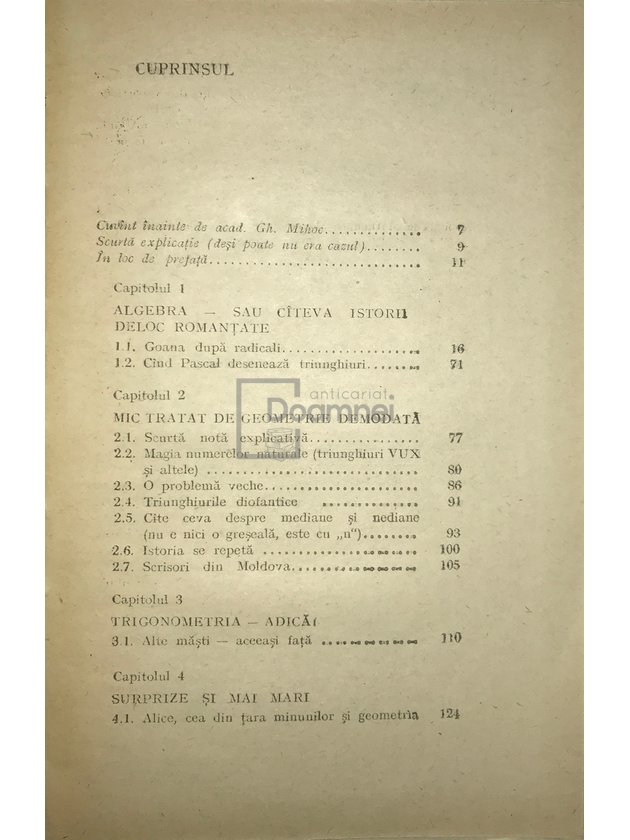 CUPRINSUL
Cuvînt înainte de acad. Gh. Mihoc.............. 7
Scurtă explicație (deși poate nu era cazul)........ 9
În loc de prefață.............................. 11
Capitolul 1
ALGEBRA — SAU CÎTEVA ISTORII
DELOC ROMANȚATE
1.1. Goana după radicali.................... 16
1.2. Cînd Pascal desenează triunghiuri........ 71
anticariat
Doamnei
Capitolul 2
MIC TRATAT DE GEOMETRIE DEMODATĂ
2.1. Scurtă notă explicativă................ 77
2.2. Magia numerelor naturale (triunghiuri VUX
și altele) .............................. 80
2.3. O problemă veche...................... 86
2.4. Triunghiurile diofantice .............. 91
2.5. Cîte ceva despre mediane și nediane
(nu e nici o greșeală, este cu „n")........ 93
2.6. Istoria se repetă ...................... 100
2.7. Scrisori din Moldova.................. 105
Capitolul 3
TRIGONOMETRIA — ADICĂ
3.1. Alte măști — aceeași față .............. 110
Capitolul 4
SURPRIZE ȘI MAI MARI
4.1. Alice, cea din țara minunilor și geometria 124